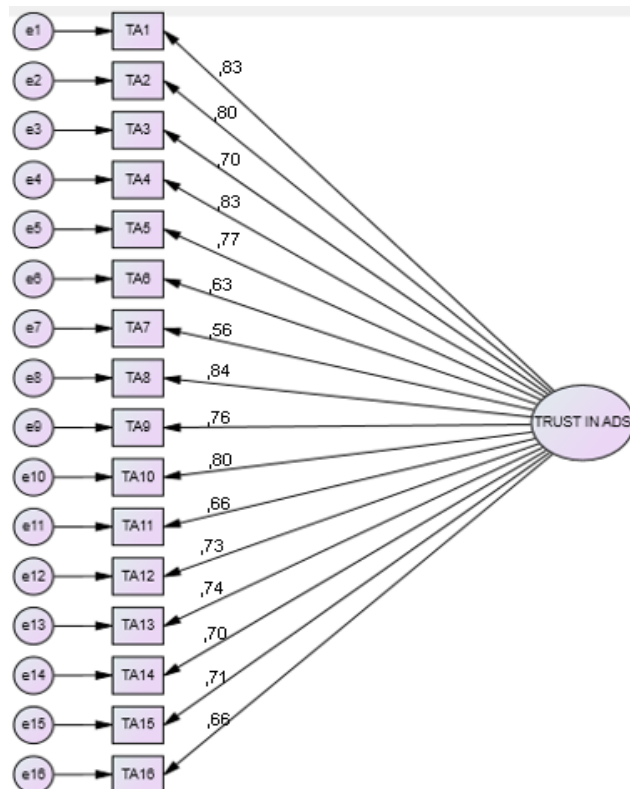 e1 TA1 ,83
e2 TA2 ,80
e3 TA3 ,70
e4 TA4 ,83
e5 TA5 ,77
e6 TA6 ,63
e7 TA7 ,56
e8 TA8 ,84
e9 TA9 ,76
TRUST IN ADS
e10 TA10 ,80
e11 TA11 ,66
e12 TA12 ,73
e13 TA13 ,74
e14 TA14 ,70
e15 TA15 ,71
e16 TA16 ,66